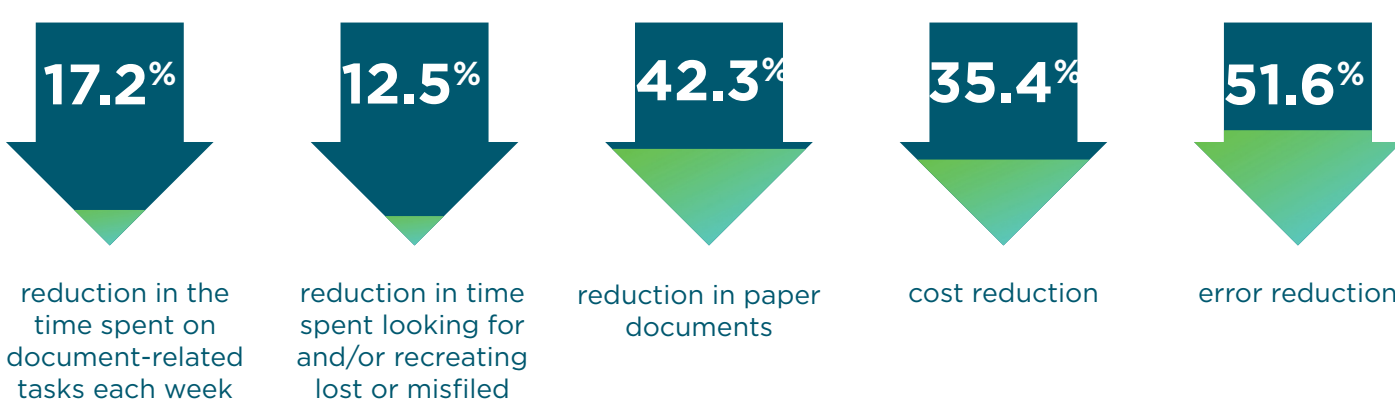 17.2%
reduction in the
time spent on
document-related
tasks each week
12.5%
reduction in time
spent looking for
and/or recreating
lost or misfiled
42.3%
reduction in paper
documents
35.4%
cost reduction
51.6%
error reduction